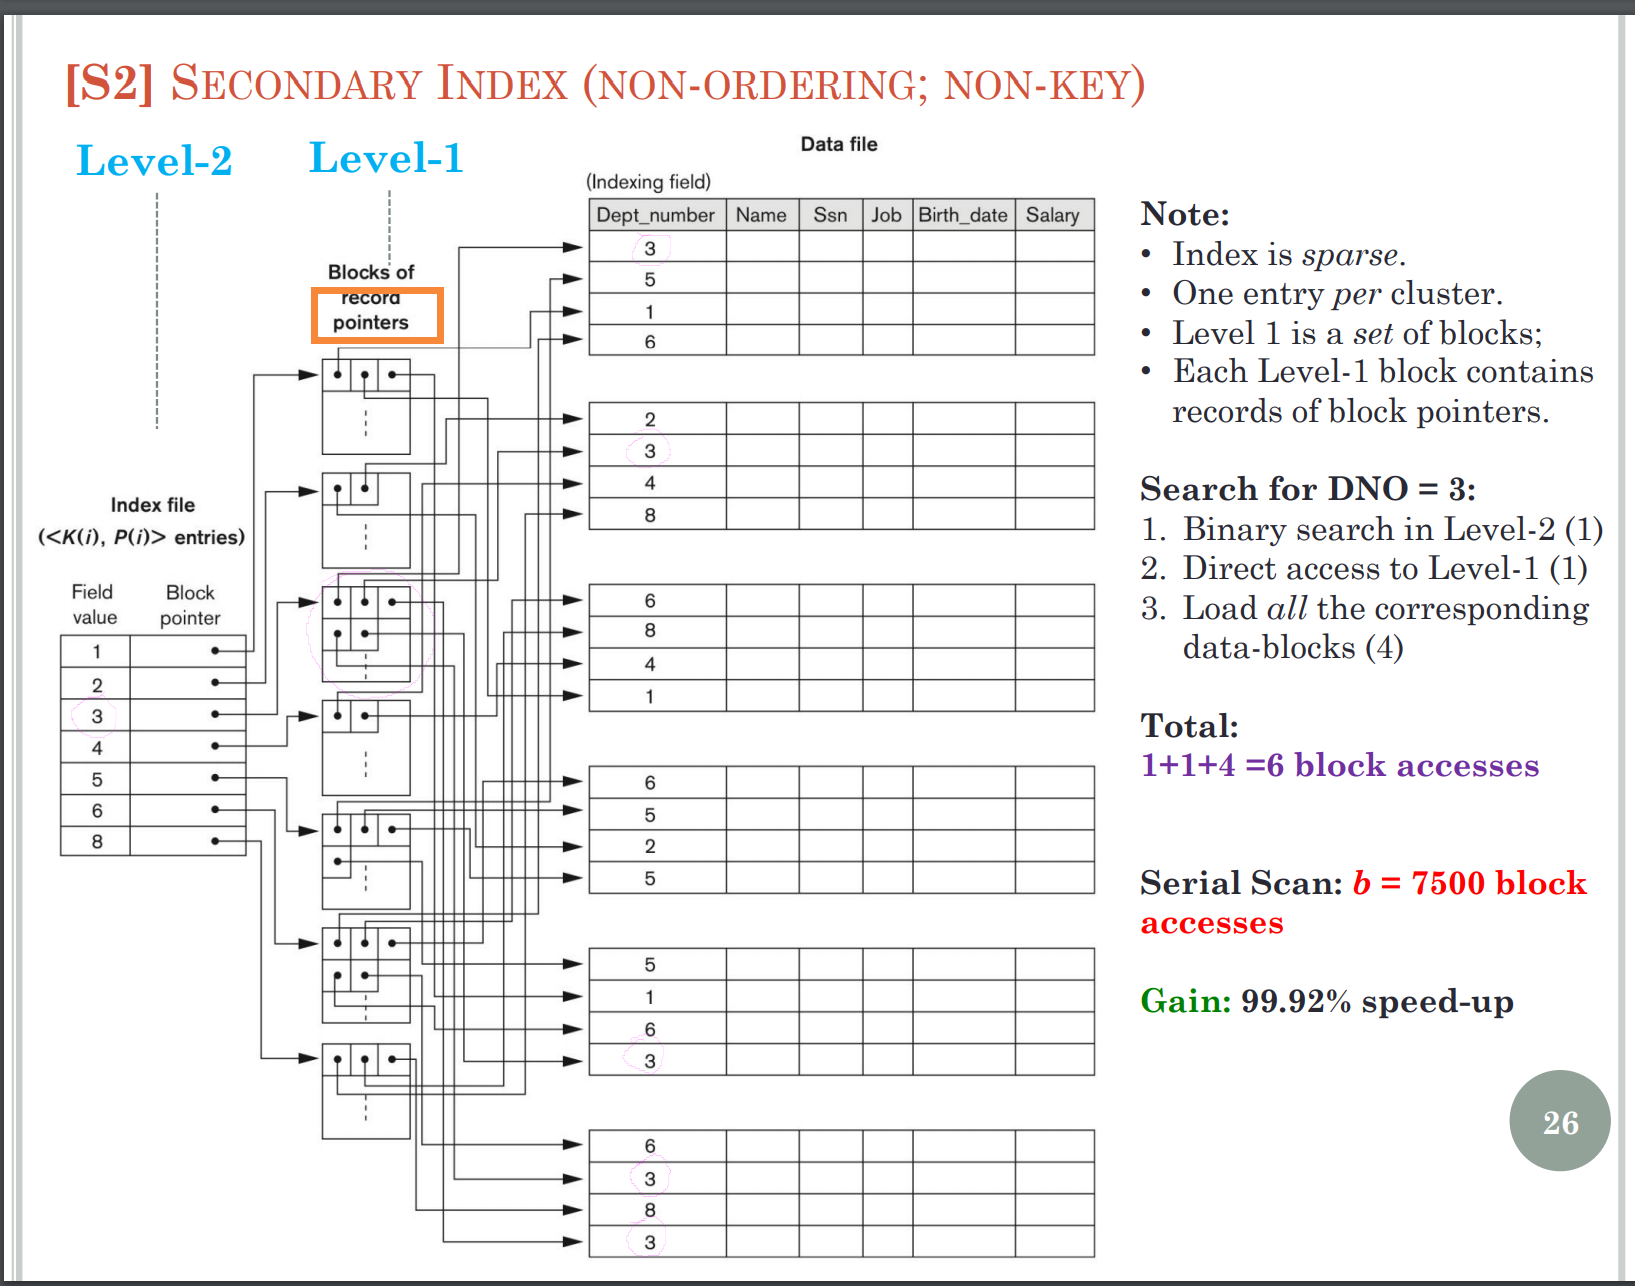 [S2] SECONDARY INDEX (NON-ORDERING; NON-KEY)
Level-2
Level-1
Data file
(Indexing field)
Dept_number Name Ssn Job Birth_date Salary
3
5
1
6
2
3
4
8
6
8
4
1
6
5
2
5
5
1
6
3
6
3
8
3
Blocks of
record
pointers
Index file
(<K(i), P(i)> entries)
Field
value
Block
pointer
1
2
3
4
5
6
8
Note:
• Index is sparse.
• One entry per cluster.
• Level 1 is a set of blocks;
• Each Level-1 block contains
records of block pointers.
Search for DNO = 3:
1. Binary search in Level-2 (1)
2. Direct access to Level-1 (1)
3. Load all the corresponding
data-blocks (4)
Total:
1+1+4 =6 block accesses
Serial Scan: b = 7500 block
accesses
Gain: 99.92% speed-up
26